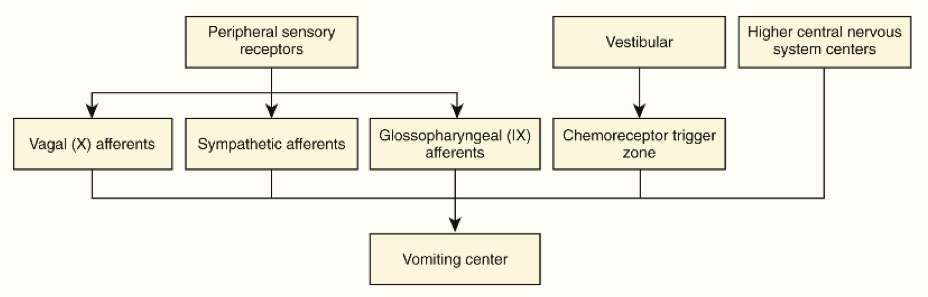 Peripheral sensory
receptors
Vestibular
Higher central nervous
system centers
Vagal (X) afferents
Sympathetic afferents
Glossopharyngeal (IX)
afferents
Chemoreceptor trigger
zone
Vomiting center